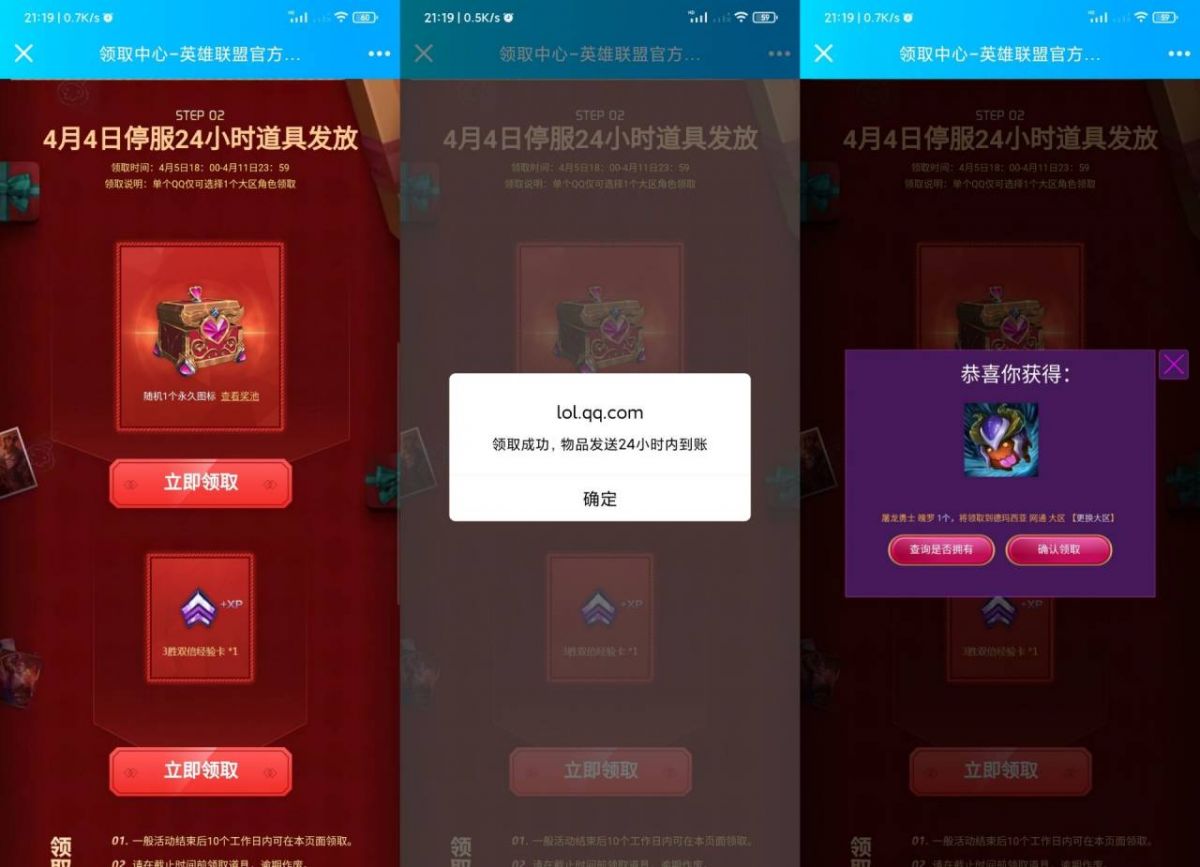 21:19 | 0.7K/s
60
领取中心-英雄联盟官方...
STEP 02
4月4日停服24小时道具发放
领取时间：4月5日18：00-4月11日23：59
领取说明：单个QQ仅可选择1个大区角色领取
随机1个永久图标 查看奖池
立即领取
+XP
3胜双倍经验卡 *1
立即领取
领取
01. 一般活动结束后10个工作日内可在本页面领取。
02. 请在截止时间前领取道具，逾期作废。
21:19 | 0.5K/s
59
领取中心-英雄联盟官方...
STEP 02
4月4日停服24小时道具发放
领取时间：4月5日18：00-4月11日23：59
领取说明：单个QQ仅可选择1个大区角色领取
lol.qq.com
领取成功，物品发送24小时内到账
确定
+XP
3胜双倍经验卡 *1
立即领取
领取
01. 一般活动结束后10个工作日内可在本页面领取。
02. 请在截止时间前领取道具，逾期作废。
21:19 | 0.7K/s
59
领取中心-英雄联盟官方...
STEP 02
4月4日停服24小时道具发放
领取时间：4月5日18：00-4月11日23：59
领取说明：单个QQ仅可选择1个大区角色领取
恭喜你获得：
屠龙勇士 魄罗 1个，将领取到德玛西亚 网通 大区 【更换大区】
查询是否拥有
确认领取
+XP
3胜双倍经验卡 *1
立即领取
领取
01. 一般活动结束后10个工作日内可在本页面领取。
02. 请在截止时间前领取道具，逾期作废。